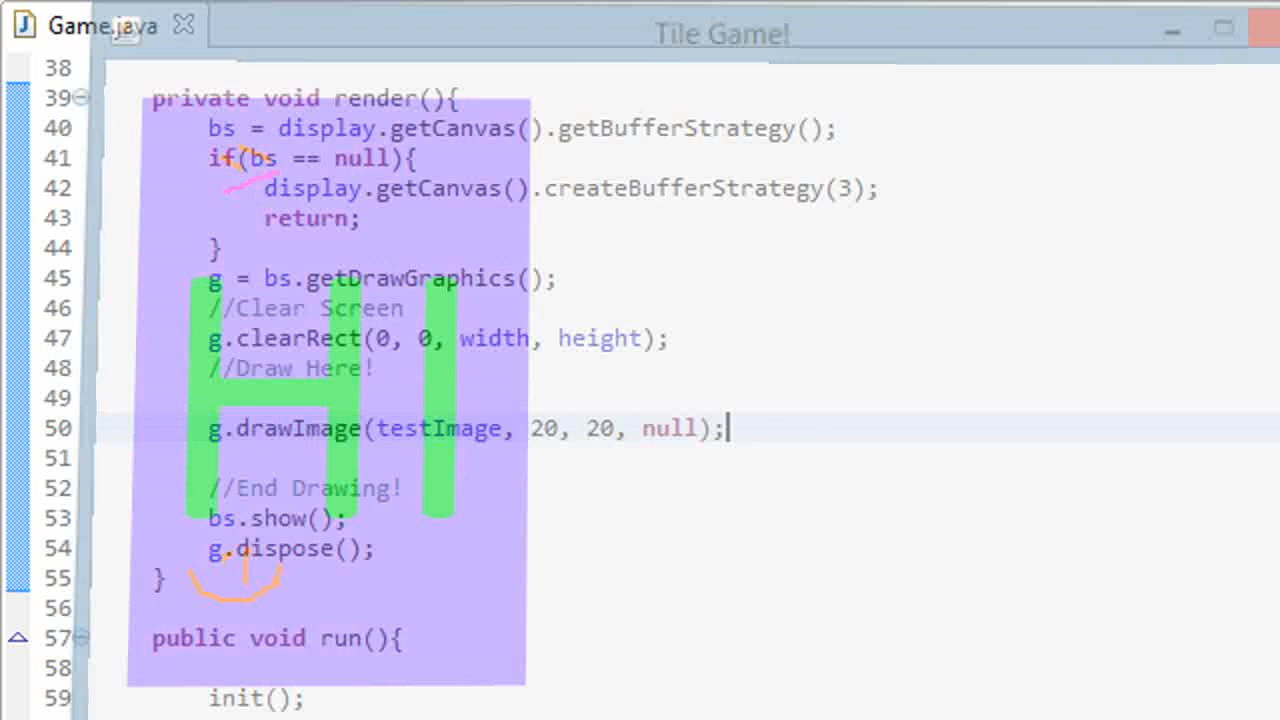 Game.java
Tile Game!
38
39 private void render(){
40 bs = display.getCanvas().getBufferStrategy();
41 if(bs == null){
42 display.getCanvas().createBufferStrategy(3);
43 return;
44 }
45 g = bs.getDrawGraphics();
46 //Clear Screen
47 g.clearRect(0, 0, width, height);
48 //Draw Here!
49
50 g.drawImage(testImage, 20, 20, null);
51
52 //End Drawing!
53 bs.show();
54 g.dispose();
55 }
56
57 public void run(){
58
59 init();
HI